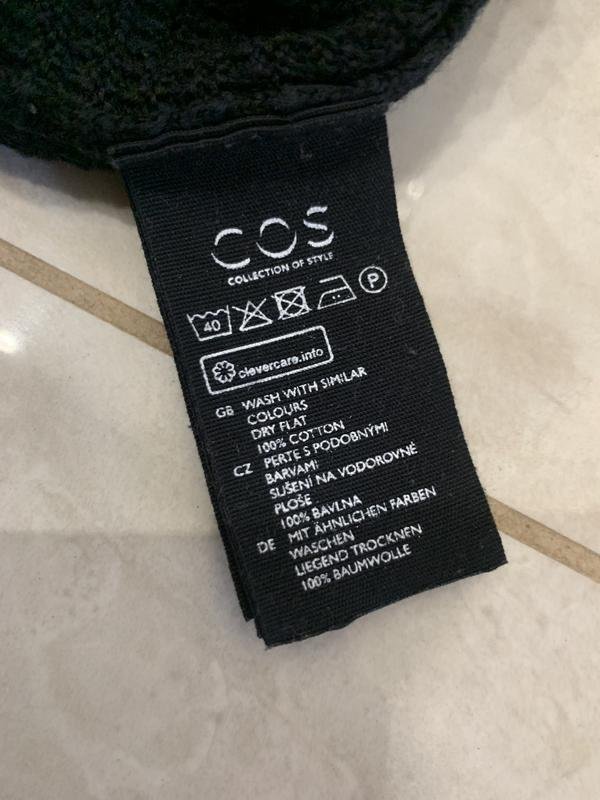 COS
COLLECTION OF STYLE
40
P
clevercare.info
GB WASH WITH SIMILAR
COLOURS
DRY FLAT
100% COTTON
CZ PERTE S PODOBNÝMI
BARVAMI
SUŠENÍ NA VODOROVNÉ
PLOŠE
100% BAVLNA
DE MIT ÄHNLICHEN FARBEN
WASCHEN
LIEGEND TROCKNEN
100% BAUMWOLLE